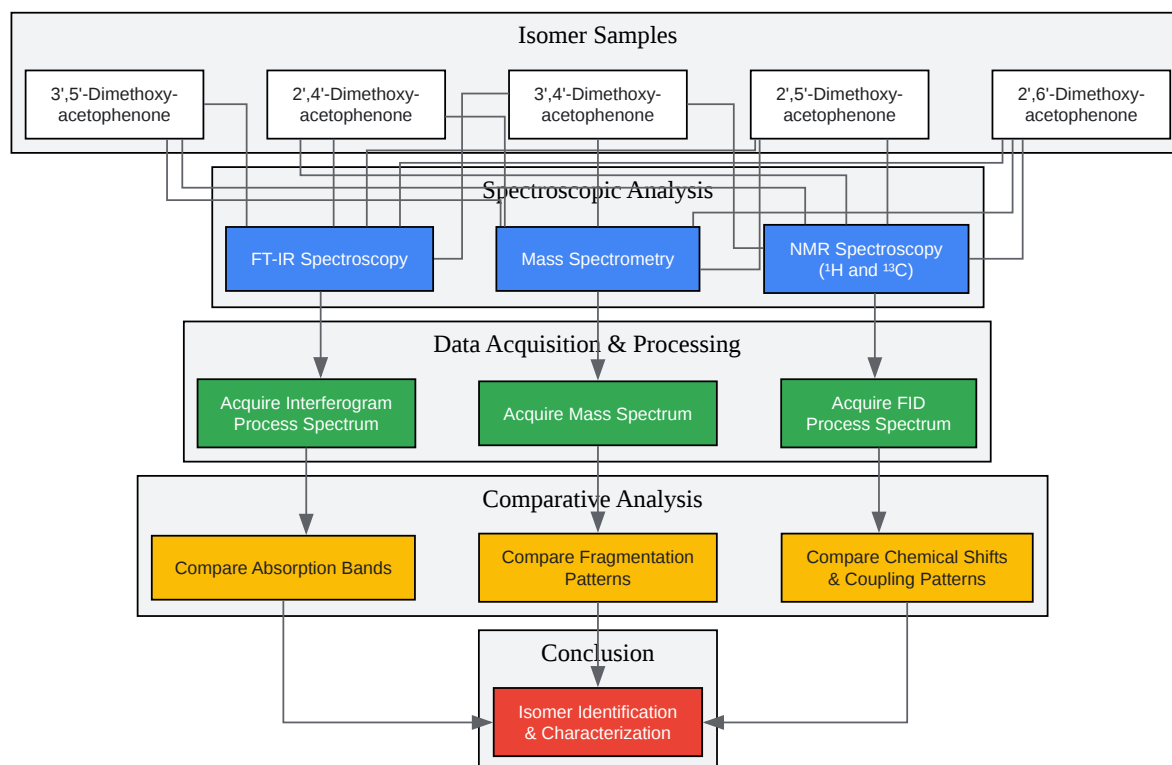 Isomer Samples
3',5'-Dimethoxy-
acetophenone
2',4'-Dimethoxy-
acetophenone
3',4'-Dimethoxy-
acetophenone
2',5'-Dimethoxy-
acetophenone
2',6'-Dimethoxy-
acetophenone
Spectroscopic Analysis
FT-IR Spectroscopy
Mass Spectrometry
NMR Spectroscopy
(¹H and ¹³C)
Data Acquisition & Processing
Acquire Interferogram
Process Spectrum
Acquire Mass Spectrum
Acquire FID
Process Spectrum
Comparative Analysis
Compare Absorption Bands
Compare Fragmentation
Patterns
Compare Chemical Shifts
& Coupling Patterns
Conclusion
Isomer Identification
& Characterization